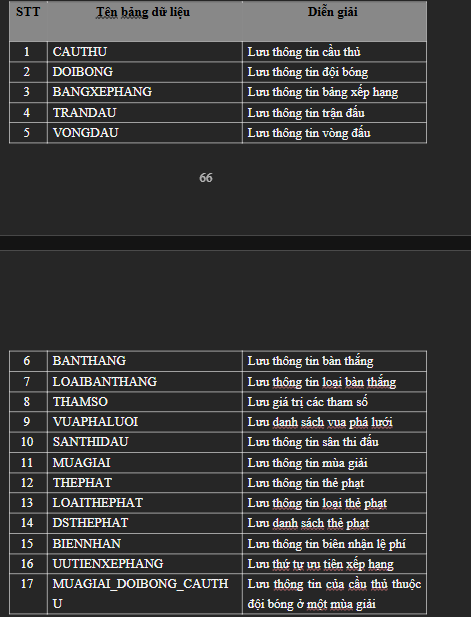 STT Tên bảng dữ liệu Diễn giải
1 CAUTHU Lưu thông tin cầu thủ
2 DOIBONG Lưu thông tin đội bóng
3 BANGXEPHANG Lưu thông tin bảng xếp hạng
4 TRANDAU Lưu thông tin trận đấu
5 VONGDAU Lưu thông tin vòng đấu
66
6 BANTHANG Lưu thông tin bàn thắng
7 LOAIBANTHANG Lưu thông tin loại bàn thắng
8 THAMSO Lưu giá trị các tham số
9 VUAPHALUOI Lưu danh sách vua phá lưới
10 SANTHIDAU Lưu thông tin sân thi đấu
11 MUAGIAI Lưu thông tin mùa giải
12 THEPHAT Lưu thông tin thẻ phạt
13 LOAITHEPHAT Lưu thông tin loại thẻ phạt
14 DSTHEPHAT Lưu danh sách thẻ phạt
15 BIENNHAN Lưu thông tin biên nhận lệ phí
16 UUTIENXEPHANG Lưu thứ tự ưu tiên xếp hạng
17 MUAGIAI_DOIBONG_CAUTH Lưu thông tin của cầu thủ thuộc
U đội bóng ở một mùa giải